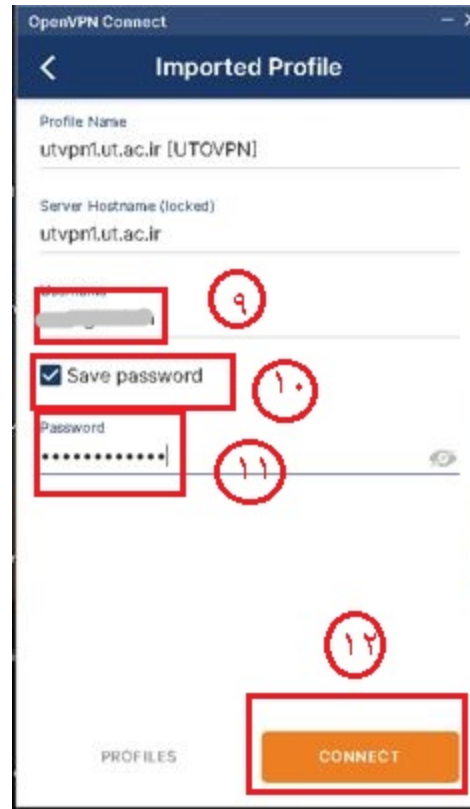 OpenVPN Connect
Imported Profile
Profile Name
utvpn1.ut.ac.ir [UTOVPN]
Server Hostname (locked)
utvpn1.ut.ac.ir
Username
۹
Save password
۱۰
Password
۱۱
۱۲
PROFILES
CONNECT